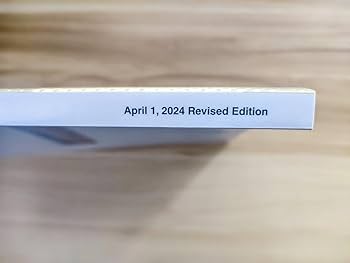 April 1, 2024 Revised Edition